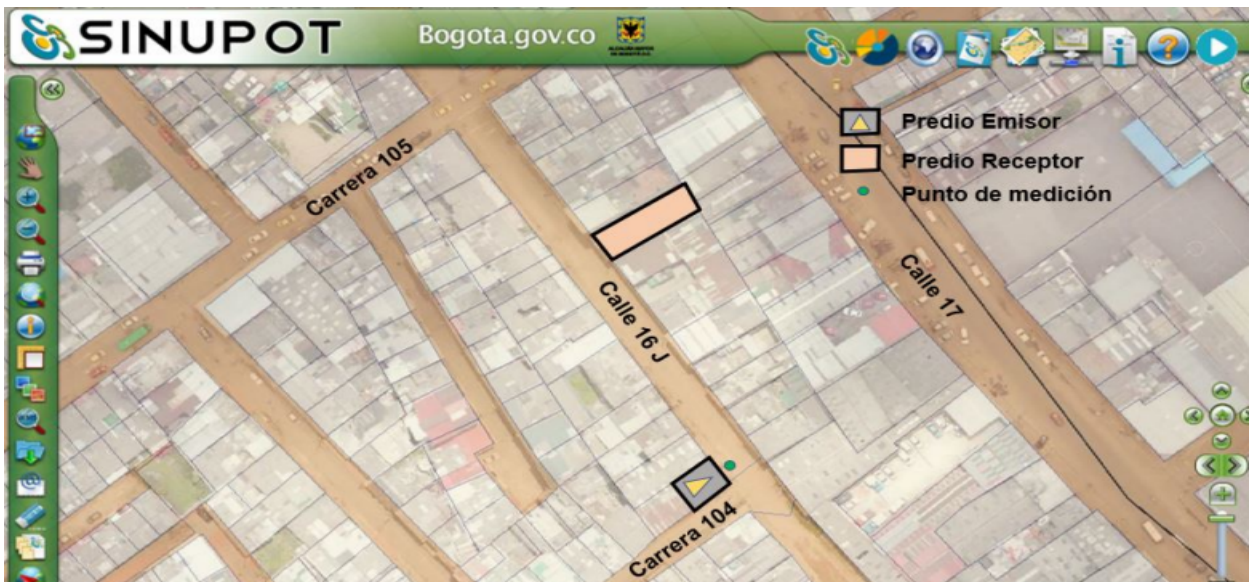 SINUPOT
Bogota.gov.co
Predio Emisor
Predio Receptor
Punto de medición
Carrera 105
Calle 17
Calle 16 J
Carrera 104